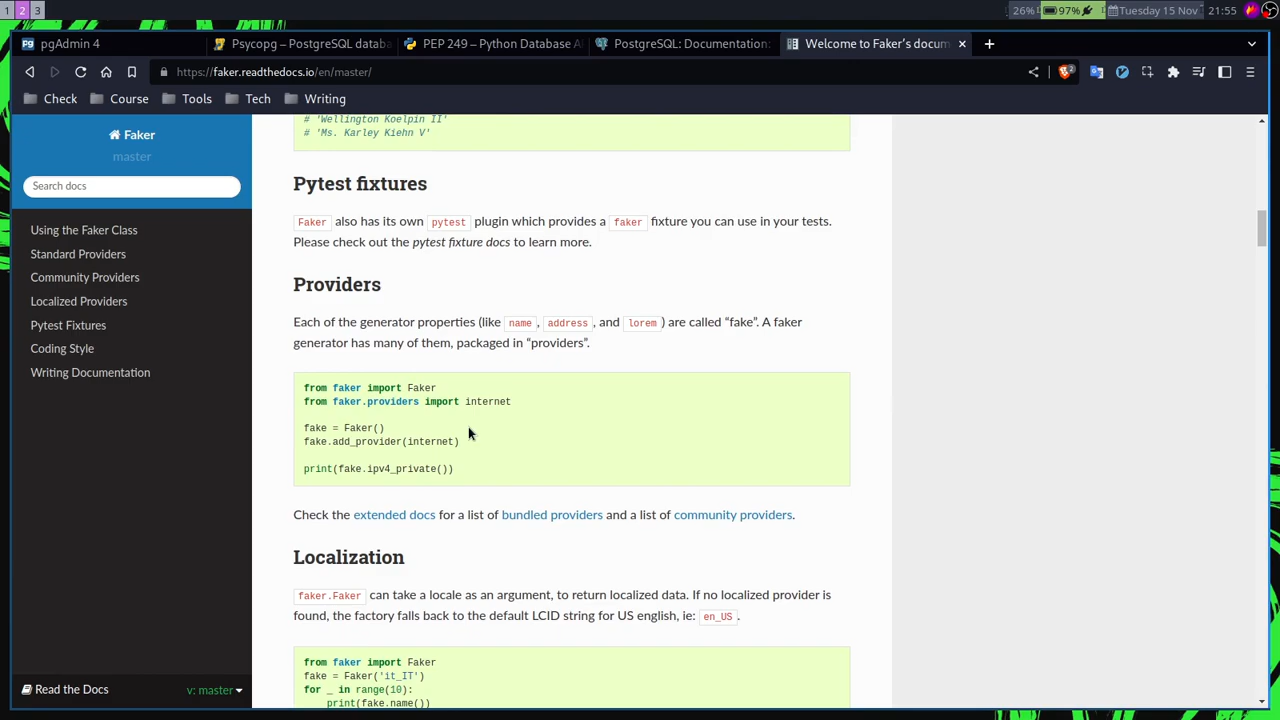 1 2 3
26% 97% Tuesday 15 Nov 21:55
pgAdmin 4
Psycopg – PostgreSQL databa
PEP 249 – Python Database A
PostgreSQL: Documentation:
Welcome to Faker's docum
https://faker.readthedocs.io/en/master/
2
Check Course Tools Tech Writing
Faker
master
Search docs
Using the Faker Class
Standard Providers
Community Providers
Localized Providers
Pytest Fixtures
Coding Style
Writing Documentation
Read the Docs v: master
# 'Wellington Koelpin II'
# 'Ms. Karley Kiehn V'
Pytest fixtures
Faker also has its own pytest plugin which provides a faker fixture you can use in your tests.
Please check out the pytest fixture docs to learn more.
Providers
Each of the generator properties (like name, address, and lorem) are called “fake”. A faker
generator has many of them, packaged in “providers”.
from faker import Faker
from faker.providers import internet
fake = Faker()
fake.add_provider(internet)
print(fake.ipv4_private())
Check the extended docs for a list of bundled providers and a list of community providers.
Localization
faker.Faker can take a locale as an argument, to return localized data. If no localized provider is
found, the factory falls back to the default LCID string for US english, ie: en_US.
from faker import Faker
fake = Faker('it_IT')
for _ in range(10):
    print(fake.name())